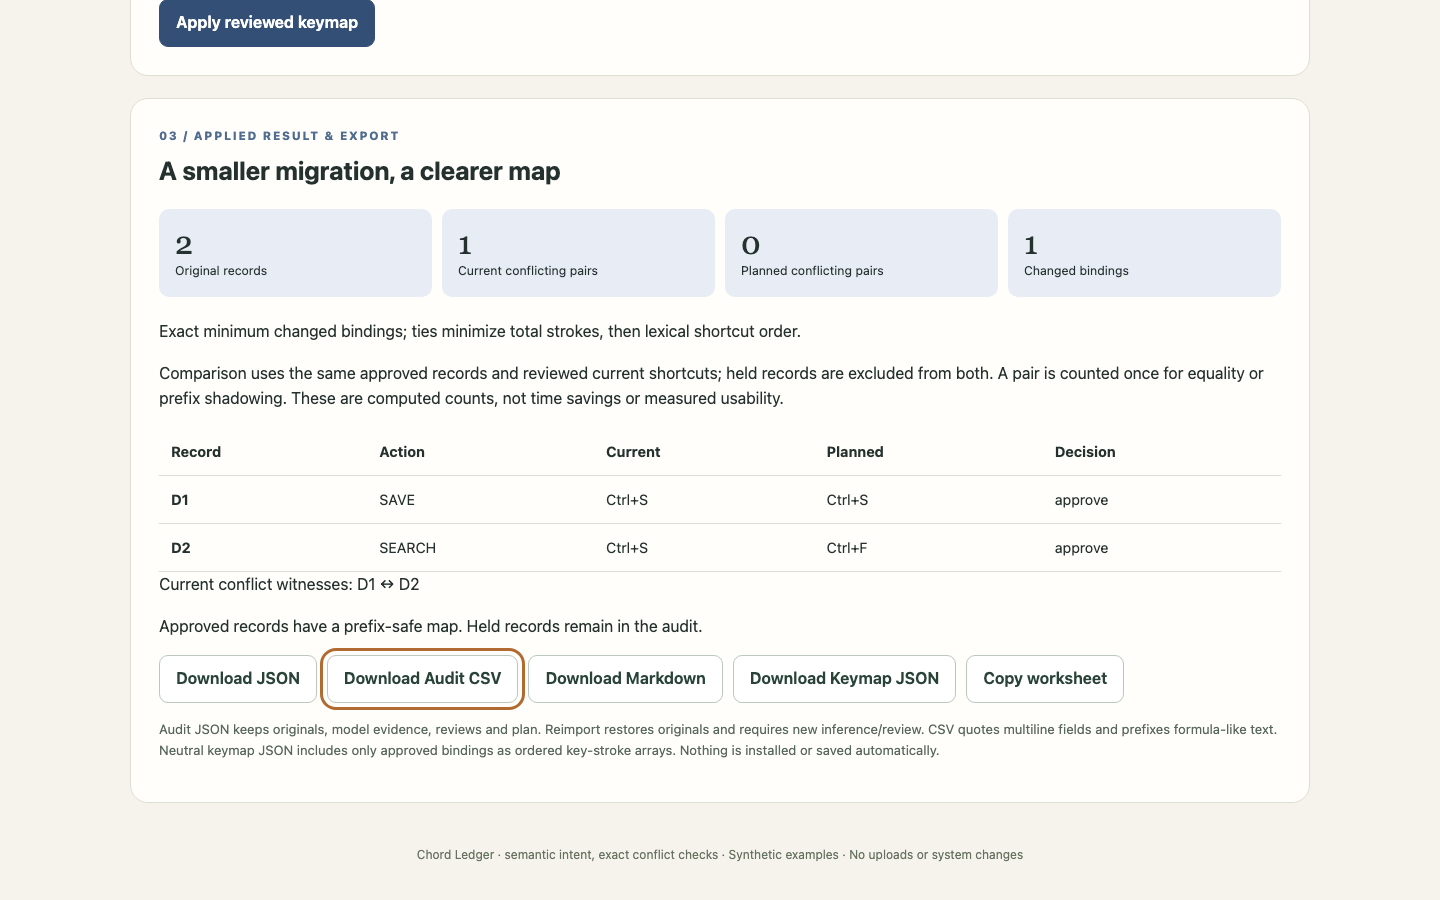 Apply reviewed keymap
03 / APPLIED RESULT & EXPORT
A smaller migration, a clearer map
2
Original records
1
Current conflicting pairs
0
Planned conflicting pairs
1
Changed bindings
Exact minimum changed bindings; ties minimize total strokes, then lexical shortcut order.
Comparison uses the same approved records and reviewed current shortcuts; held records are excluded from both. A pair is counted once for equality or
prefix shadowing. These are computed counts, not time savings or measured usability.
Record Action Current Planned Decision
D1 SAVE Ctrl+S Ctrl+S approve
D2 SEARCH Ctrl+S Ctrl+F approve
Current conflict witnesses: D1 ↔ D2
Approved records have a prefix-safe map. Held records remain in the audit.
Download JSON Download Audit CSV Download Markdown Download Keymap JSON Copy worksheet
Audit JSON keeps originals, model evidence, reviews and plan. Reimport restores originals and requires new inference/review. CSV quotes multiline fields and prefixes formula-like text.
Neutral keymap JSON includes only approved bindings as ordered key-stroke arrays. Nothing is installed or saved automatically.
Chord Ledger · semantic intent, exact conflict checks · Synthetic examples · No uploads or system changes